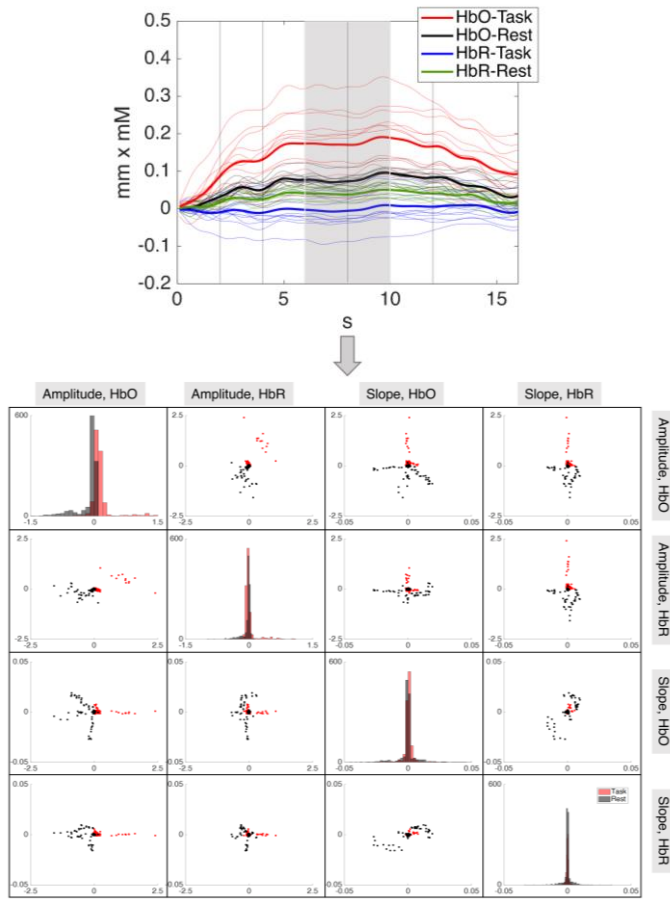 0.5
HbO-Task
HbO-Rest
HbR-Task
HbR-Rest
0.4
0.3
0.2
0.1
0
-0.1
-0.2
mm x mM
0 5 10 15
s
Amplitude, HbO Amplitude, HbR Slope, HbO Slope, HbR
600 2.5 2.5 2.5
0 0 0
0 -2.5 -2.5 -2.5
-1.5 0 1.5 -2.5 0 2.5 -0.05 0 0.05 -0.05 0 0.05
Amplitude, HbO
2.5 600 2.5 2.5
0 0 0
-2.5 0 -2.5 -2.5
-2.5 0 2.5 -1.5 0 1.5 -0.05 0 0.05 -0.05 0 0.05
Amplitude, HbR
0.05 0.05 600 0.05
0 0 0
-0.05 -0.05 0 -0.05
-2.5 0 2.5 -2.5 0 2.5 -0.05 0 0.05 -0.05 0 0.05
Slope, HbO
0.05 0.05 0.05 600
Task
Rest
0 0 0
-0.05 -0.05 -0.05 0
-2.5 0 2.5 -2.5 0 2.5 -0.05 0 0.05 -0.05 0 0.05
Slope, HbR